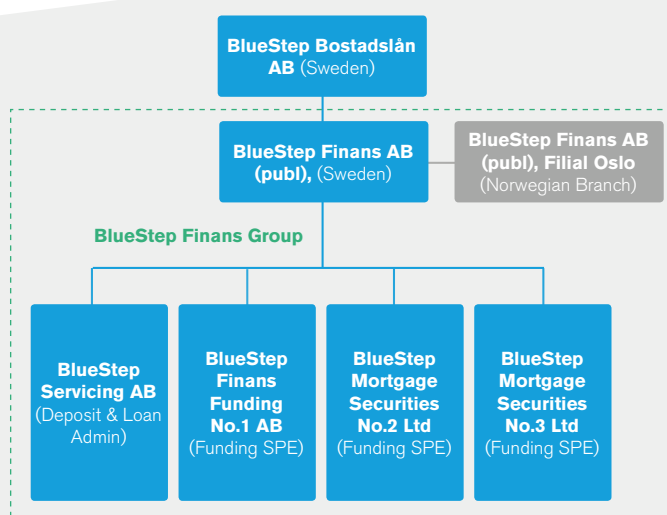 BlueStep Bostadslån
AB (Sweden)
BlueStep Finans AB
(publ), (Sweden)
BlueStep Finans AB
(publ), Filial Oslo
(Norwegian Branch)
BlueStep Finans Group
BlueStep
Servicing AB
(Deposit & Loan
Admin)
BlueStep
Finans
Funding
No.1 AB
(Funding SPE)
BlueStep
Mortgage
Securities
No.2 Ltd
(Funding SPE)
BlueStep
Mortgage
Securities
No.3 Ltd
(Funding SPE)